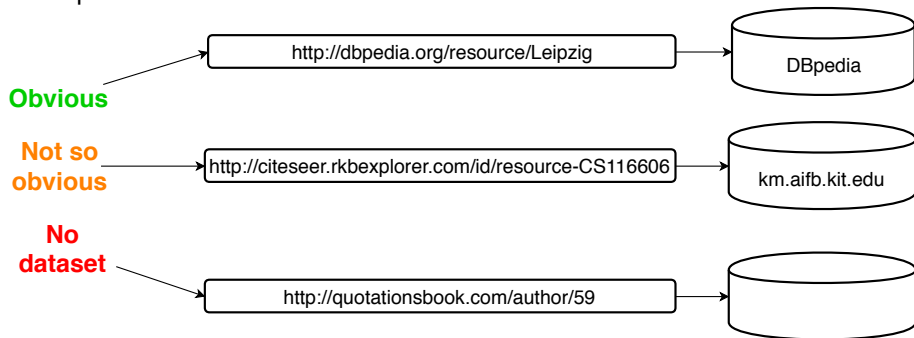 http://dbpedia.org/resource/Leipzig
DBpedia
Obvious
Not so
obvious
http://citeseer.rkbexplorer.com/id/resource-CS116606
km.aifb.kit.edu
No
dataset
http://quotationsbook.com/author/59